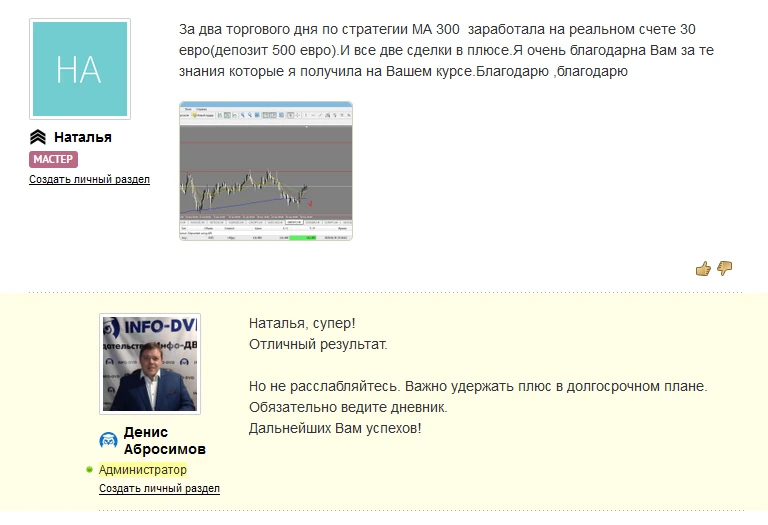 За два торгового дня по стратегии МА 300 заработала на реальном счете 30
евро(депозит 500 евро).И все две сделки в плюсе.Я очень благодарна Вам за те
знания которые я получила на Вашем курсе.Благодарю ,благодарю
НА
Наталья
МАСТЕР
Создать личный раздел
INFO-DV
Наталья, супер!
Отличный результат.
Но не расслабляйтесь. Важно удержать плюс в долгосрочном плане.
Обязательно ведите дневник.
Дальнейших Вам успехов!
Денис
Абросимов
Администратор
Создать личный раздел